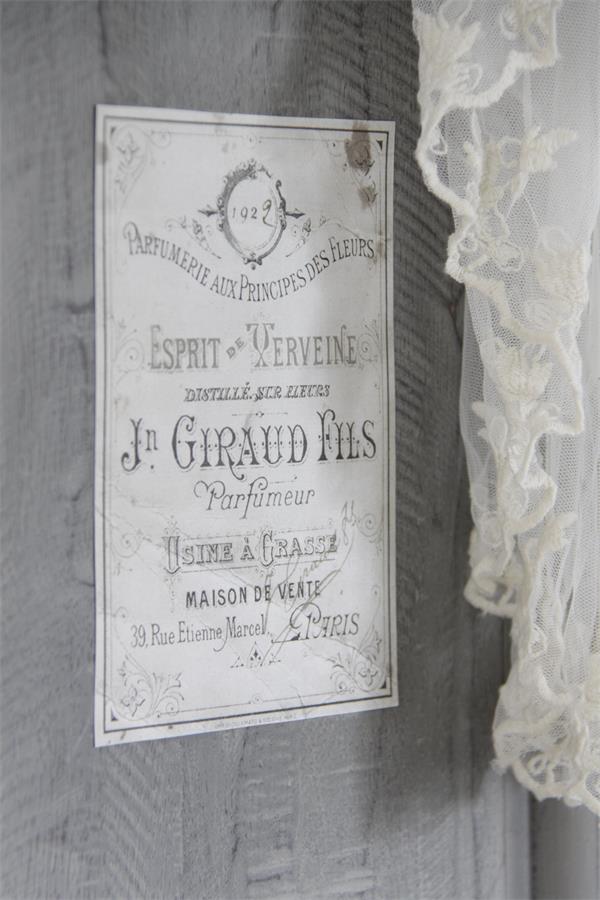 1922
PARFUMERIE AUX PRINCIPES DES FLEURS
ESPRIT DE VERVEINE
DISTILLÉ SUR FLEURS
Jn. GIRAUD FILS
Parfumeur
USINE À GRASSE
MAISON DE VENTE
39, Rue Etienne Marcel, PARIS